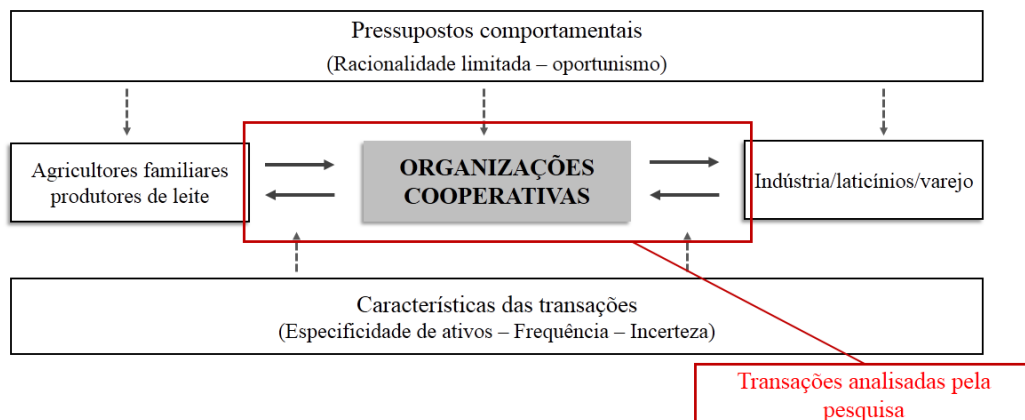 Pressupostos comportamentais
(Racionalidade limitada – oportunismo)
Agricultores familiares
produtores de leite
ORGANIZAÇÕES
COOPERATIVAS
Indústria/laticínios/varejo
Características das transações
(Especificidade de ativos – Frequência – Incerteza)
Transações analisadas pela
pesquisa